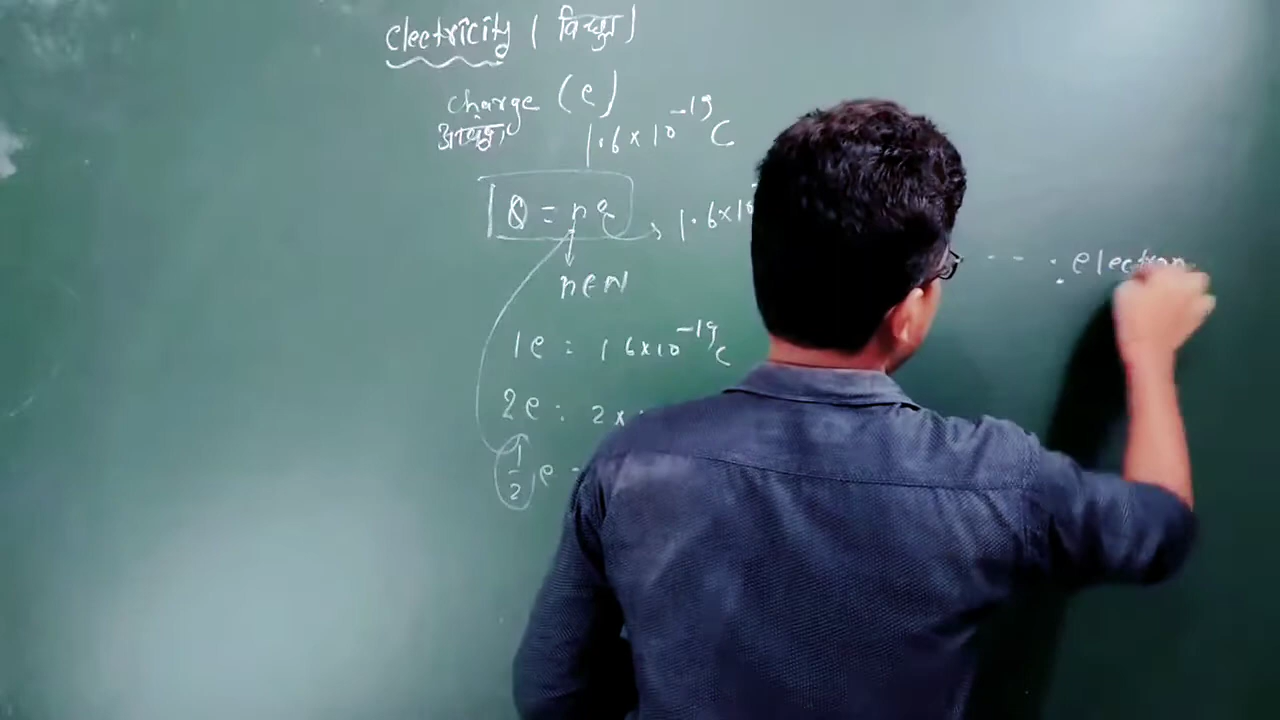 electricity ( विद्युत )
charge (e)
आवेश
1.6×10⁻¹⁹ C
Q = nq → 1.6×10
n∈N
- - . electron
1e = 1.6×10⁻¹⁹ C
2e = 2×
1/2 e =